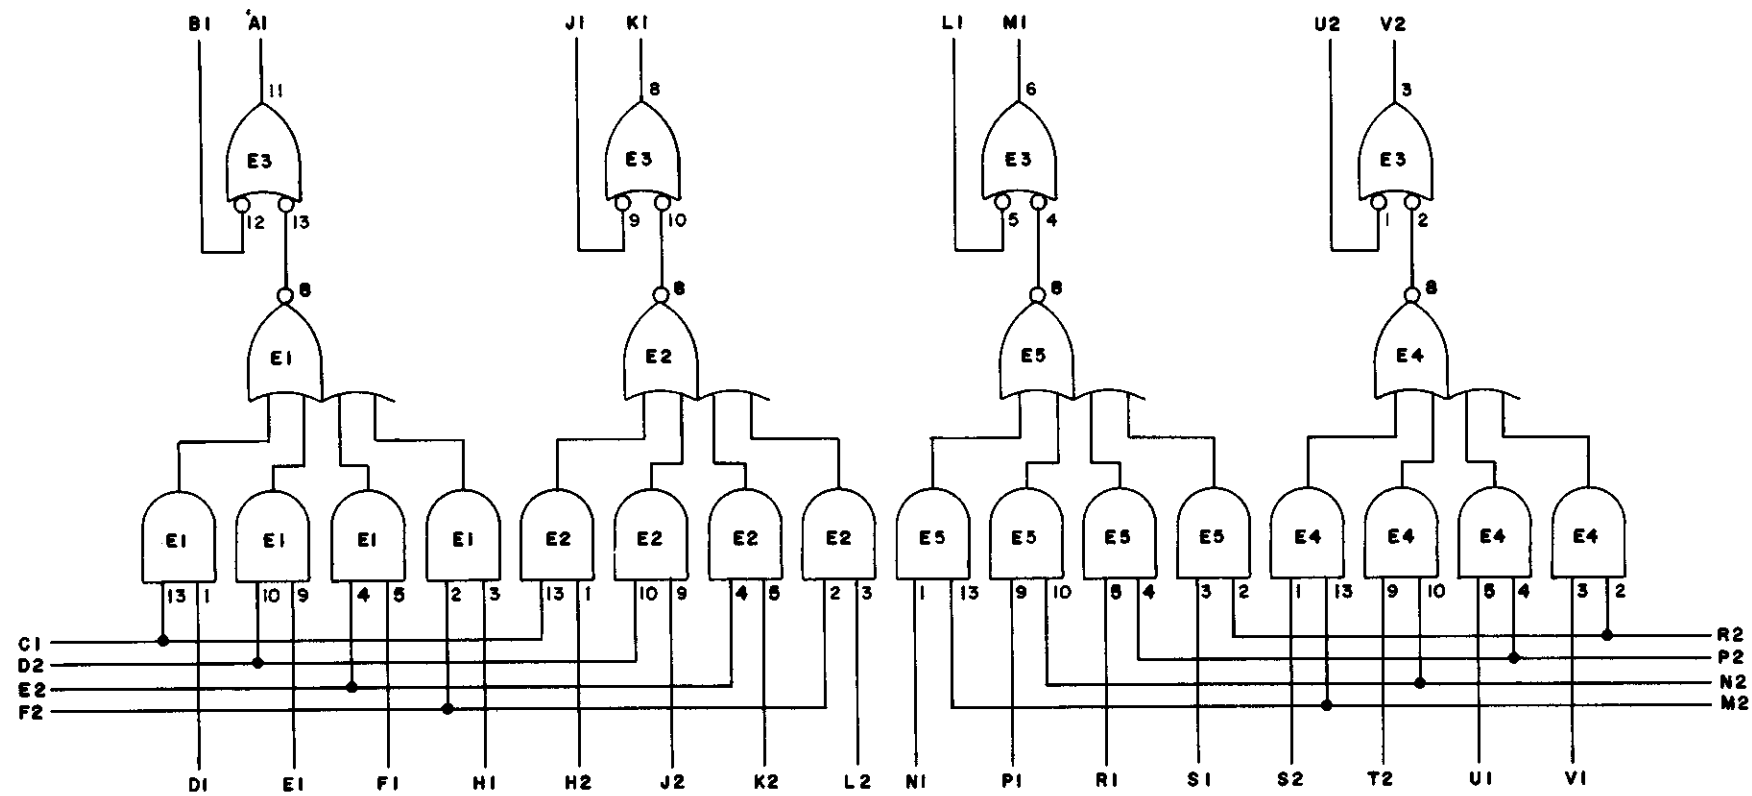 B1 'A1 J1 K1 L1 M1 U2 V2
11 8 6 3
E3 E3 E3 E3
12 13 9 10 5 4 1 2
8 8 8 8
E1 E2 E5 E4
E1 E1 E1 E1 E2 E2 E2 E2 E5 E5 E5 E5 E4 E4 E4 E4
13 1 10 9 4 5 2 3 13 1 10 9 4 5 2 3 1 13 9 10 5 4 3 2 1 13 9 10 5 4 3 2
C1 R2
D2 P2
E2 N2
F2 M2
D1 E1 F1 H1 H2 J2 K2 L2 N1 P1 R1 S1 S2 T2 U1 V1